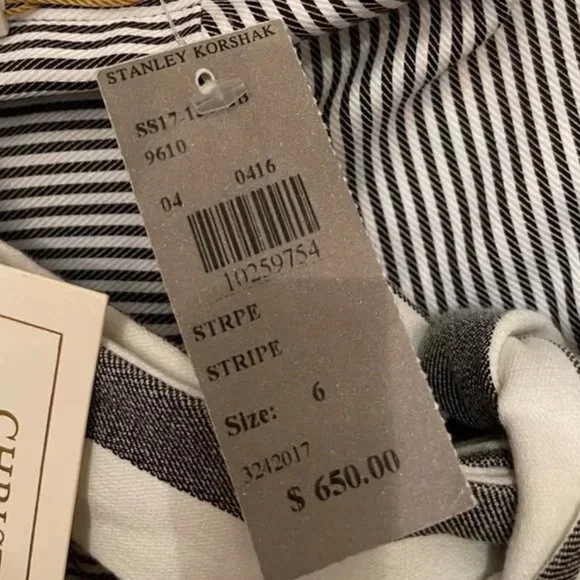 STANLEY KORSHAK
9610
04 0416
10259754
STRPE
STRIPE
Size: 6
3242017
$ 650.00